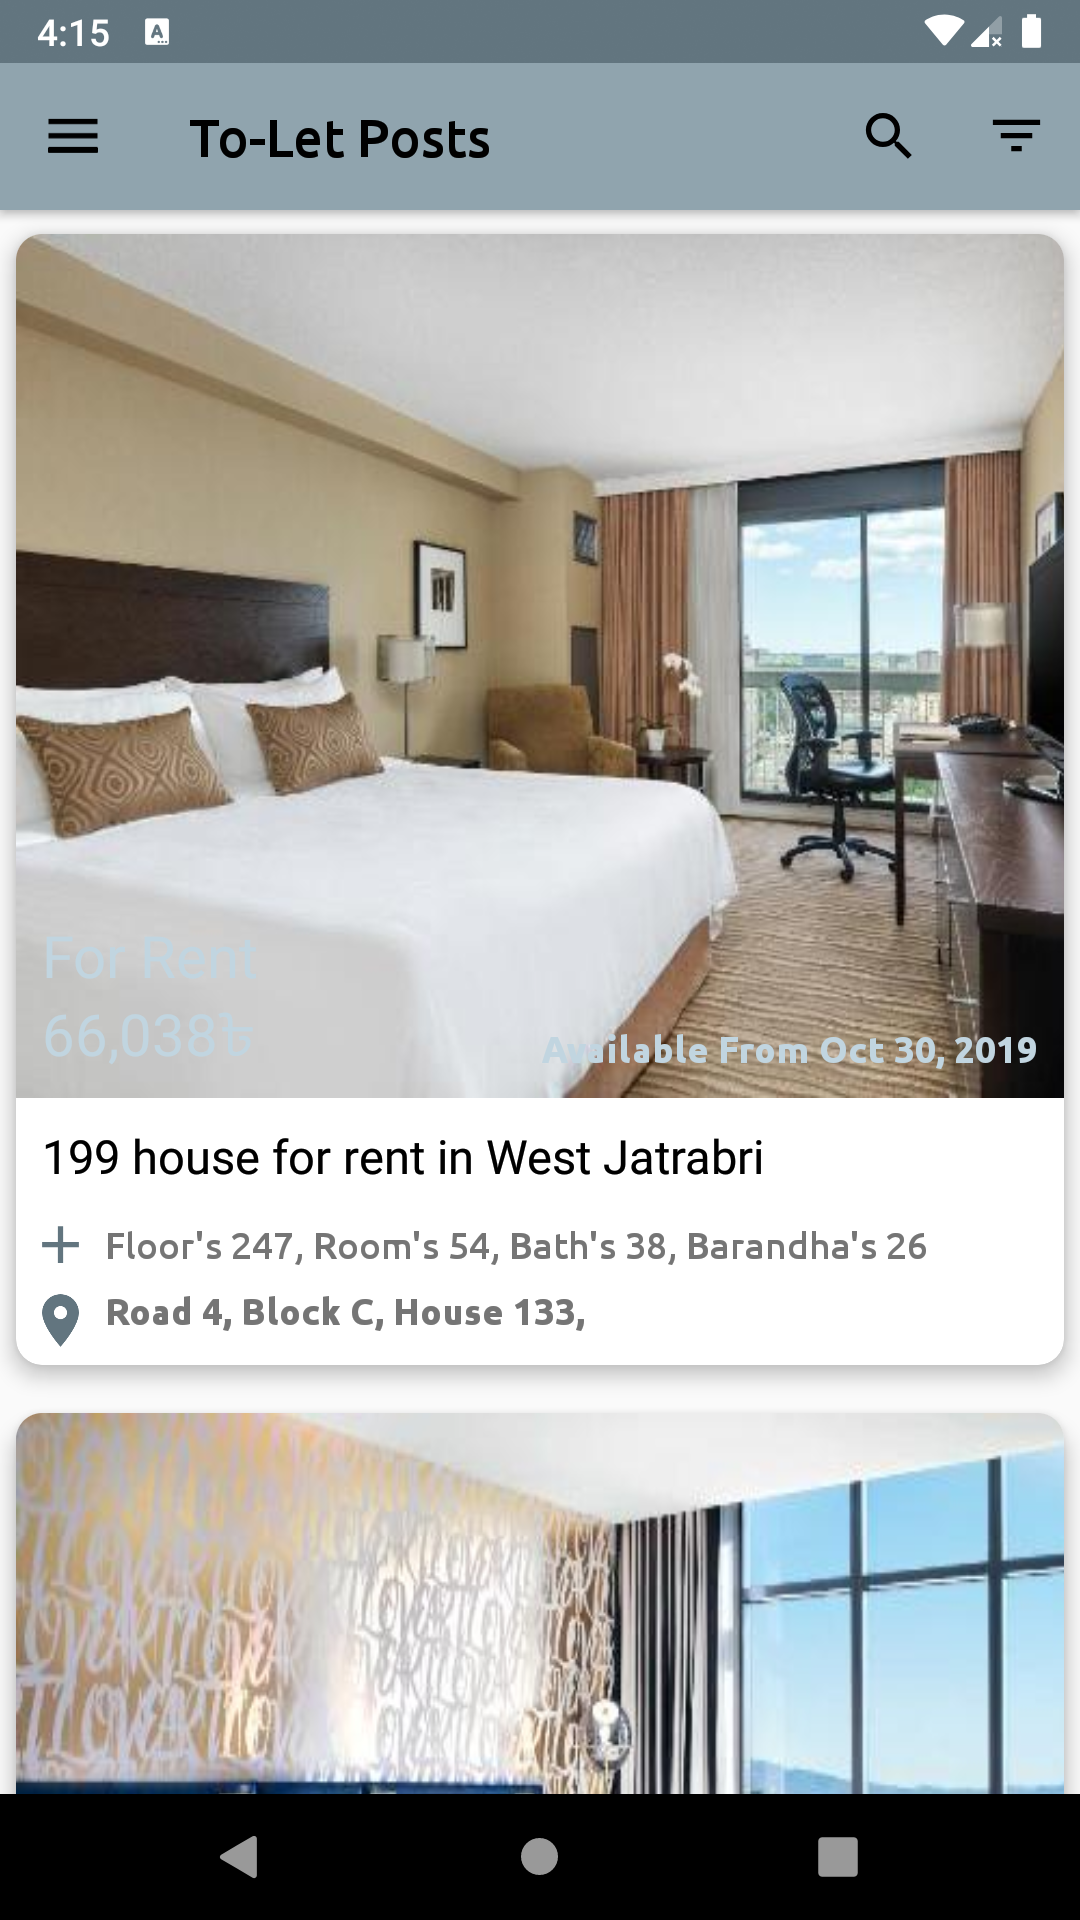 4:15
To-Let Posts
For Rent
66,038৳
Available From Oct 30, 2019
199 house for rent in West Jatrabri
Floor's 247, Room's 54, Bath's 38, Barandha's 26
Road 4, Block C, House 133,